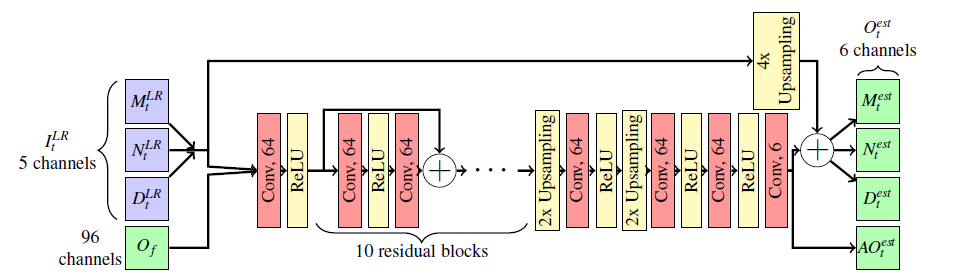 O_t^{est}
6 channels
4x
Upsampling
M_t^{LR}
N_t^{LR}
D_t^{LR}
I_t^{LR}
5 channels
96
channels
O_f
Conv, 64
ReLU
Conv, 64
ReLU
Conv, 64
+
· · ·
10 residual blocks
2x Upsampling
Conv, 64
ReLU
2x Upsampling
Conv, 64
ReLU
Conv, 64
ReLU
Conv, 6
+
M_t^{est}
N_t^{est}
D_t^{est}
AO_t^{est}